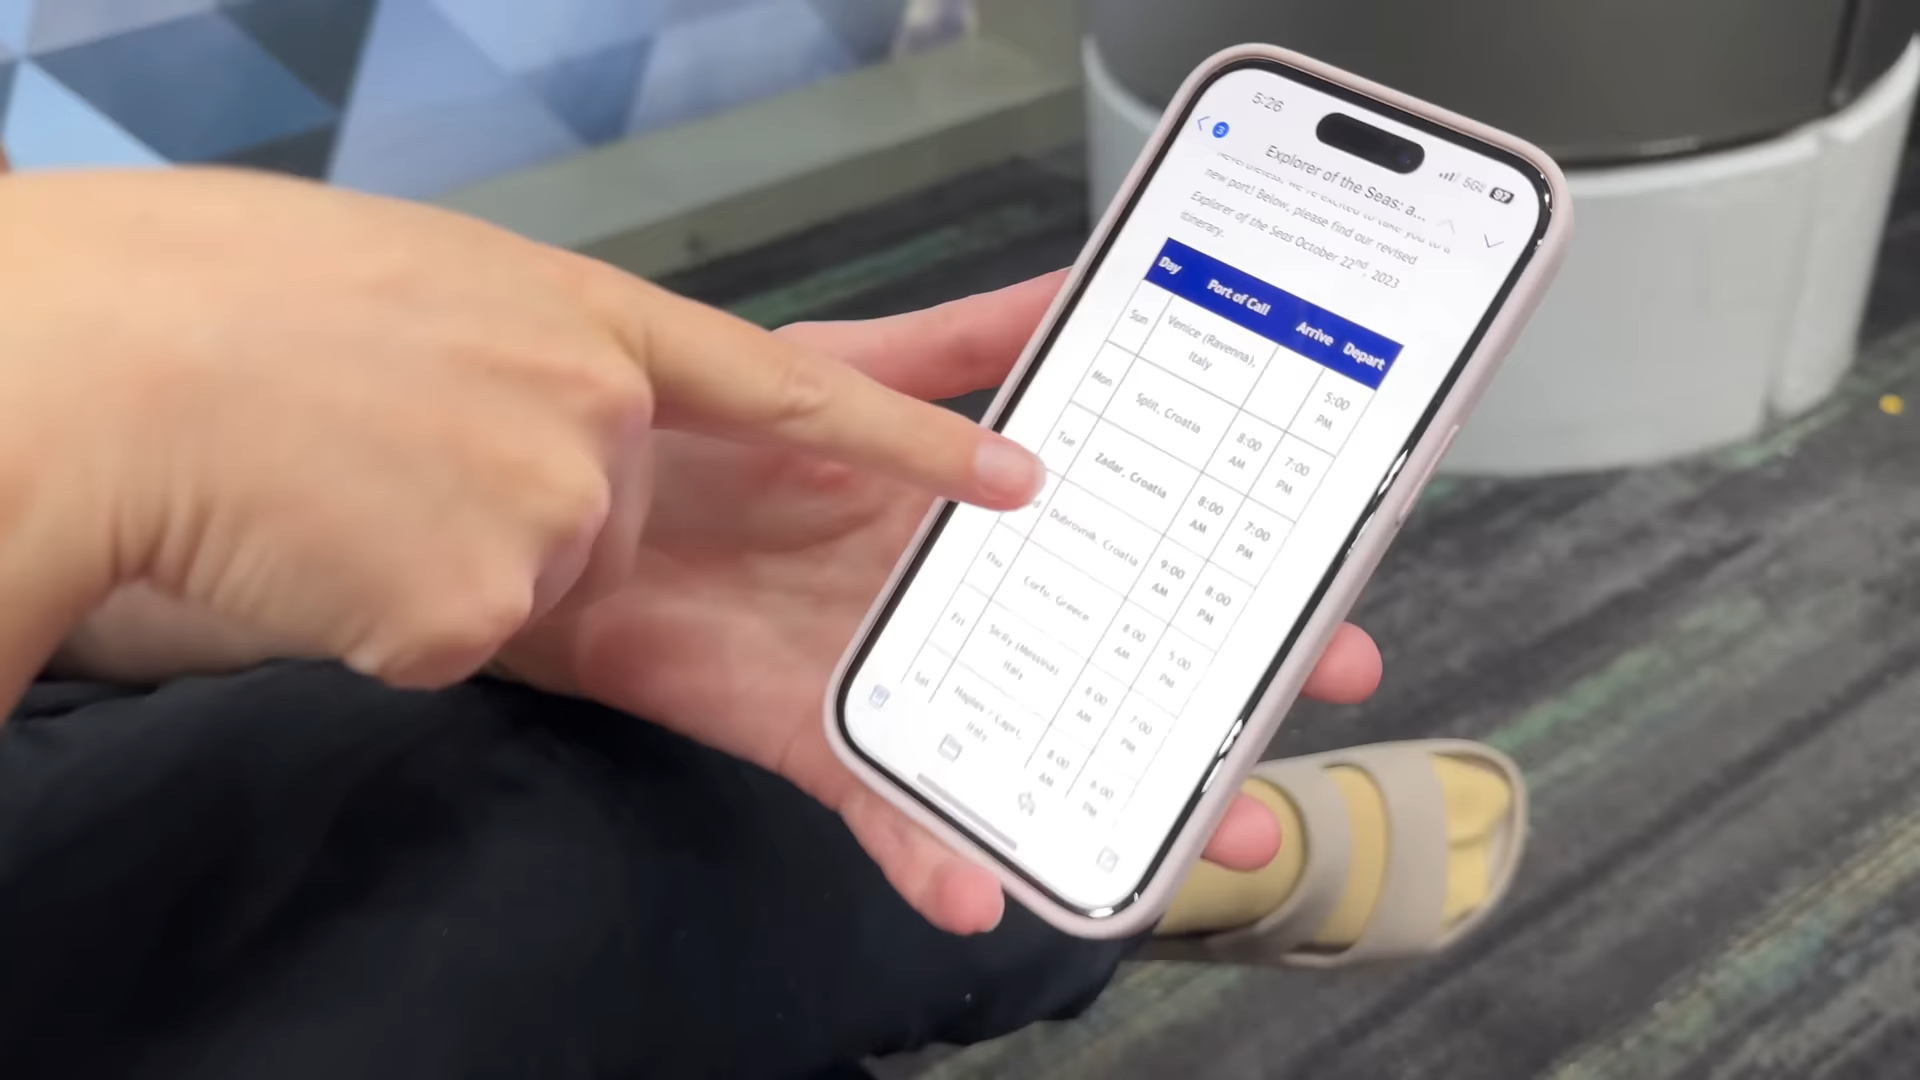 5:26
5G
97
3
Explorer of the Seas: a...
new port! Below, please find our revised
Explorer of the Seas October 22nd, 2023
itinerary.
Day Port of Call Arrive Depart
Sun Venice (Ravenna), Italy 5:00 PM
Mon Split, Croatia 8:00 AM 7:00 PM
Tue Zadar, Croatia 8:00 AM 7:00 PM
Dubrovnik, Croatia 9:00 AM 8:00 PM
Thu Corfu, Greece 8:00 AM 5:00 PM
Fri Sicily (Messina) Italy 8:00 AM 7:00 PM
Sat Naples / Capri, Italy 8:00 AM 6:00 PM